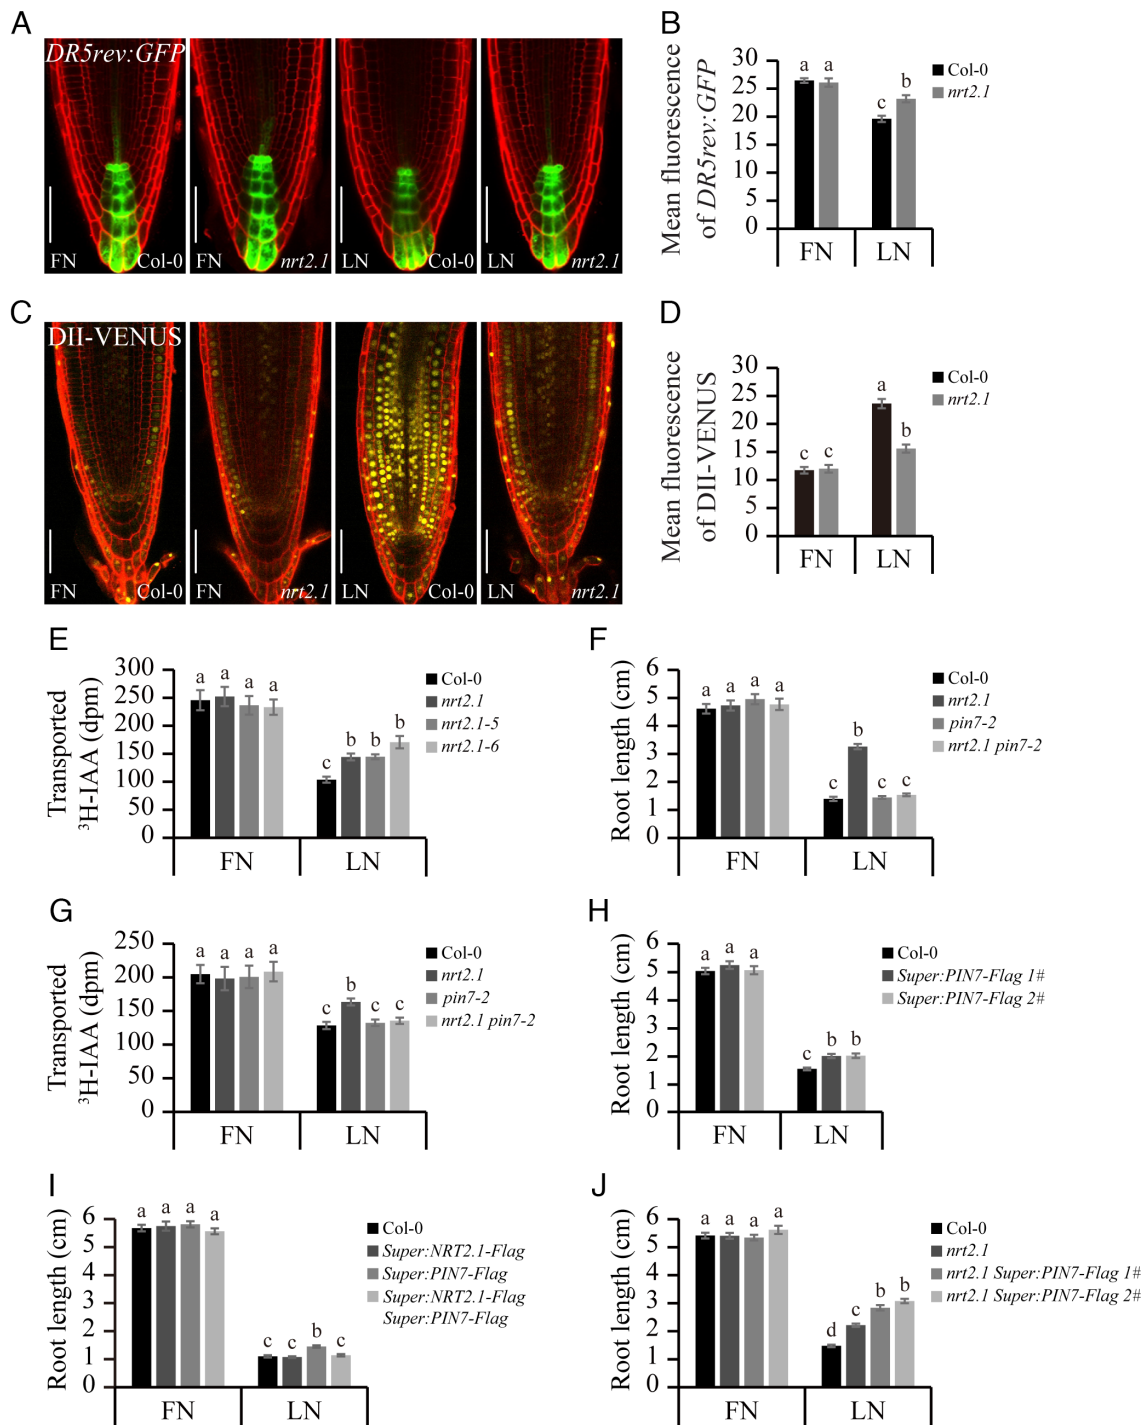 A
DR5rev:GFP
FN Col-0
FN nrt2.1
LN Col-0
LN nrt2.1
B
Mean fluorescence
of DR5rev:GFP
30
25
20
15
10
5
0
a a c b
FN LN
Col-0
nrt2.1
C
DII-VENUS
FN Col-0
FN nrt2.1
LN Col-0
LN nrt2.1
D
Mean fluorescence
of DII-VENUS
30
25
20
15
10
5
0
c c a b
FN LN
Col-0
nrt2.1
E
Transported
³H-IAA (dpm)
300
250
200
150
100
50
0
a a a a c b b b
FN LN
Col-0
nrt2.1
nrt2.1-5
nrt2.1-6
F
Root length (cm)
6
5
4
3
2
1
0
a a a a c b c c
FN LN
Col-0
nrt2.1
pin7-2
nrt2.1 pin7-2
G
Transported
³H-IAA (dpm)
250
200
150
100
50
0
a a a a c b c c
FN LN
Col-0
nrt2.1
pin7-2
nrt2.1 pin7-2
H
Root length (cm)
6
5
4
3
2
1
0
a a a c b b
FN LN
Col-0
Super:PIN7-Flag 1#
Super:PIN7-Flag 2#
I
Root length (cm)
6
5
4
3
2
1
0
a a a a c c b c
FN LN
Col-0
Super:NRT2.1-Flag
Super:PIN7-Flag
Super:NRT2.1-Flag
Super:PIN7-Flag
J
Root length (cm)
6
5
4
3
2
1
0
a a a a d c b b
FN LN
Col-0
nrt2.1
nrt2.1 Super:PIN7-Flag 1#
nrt2.1 Super:PIN7-Flag 2#